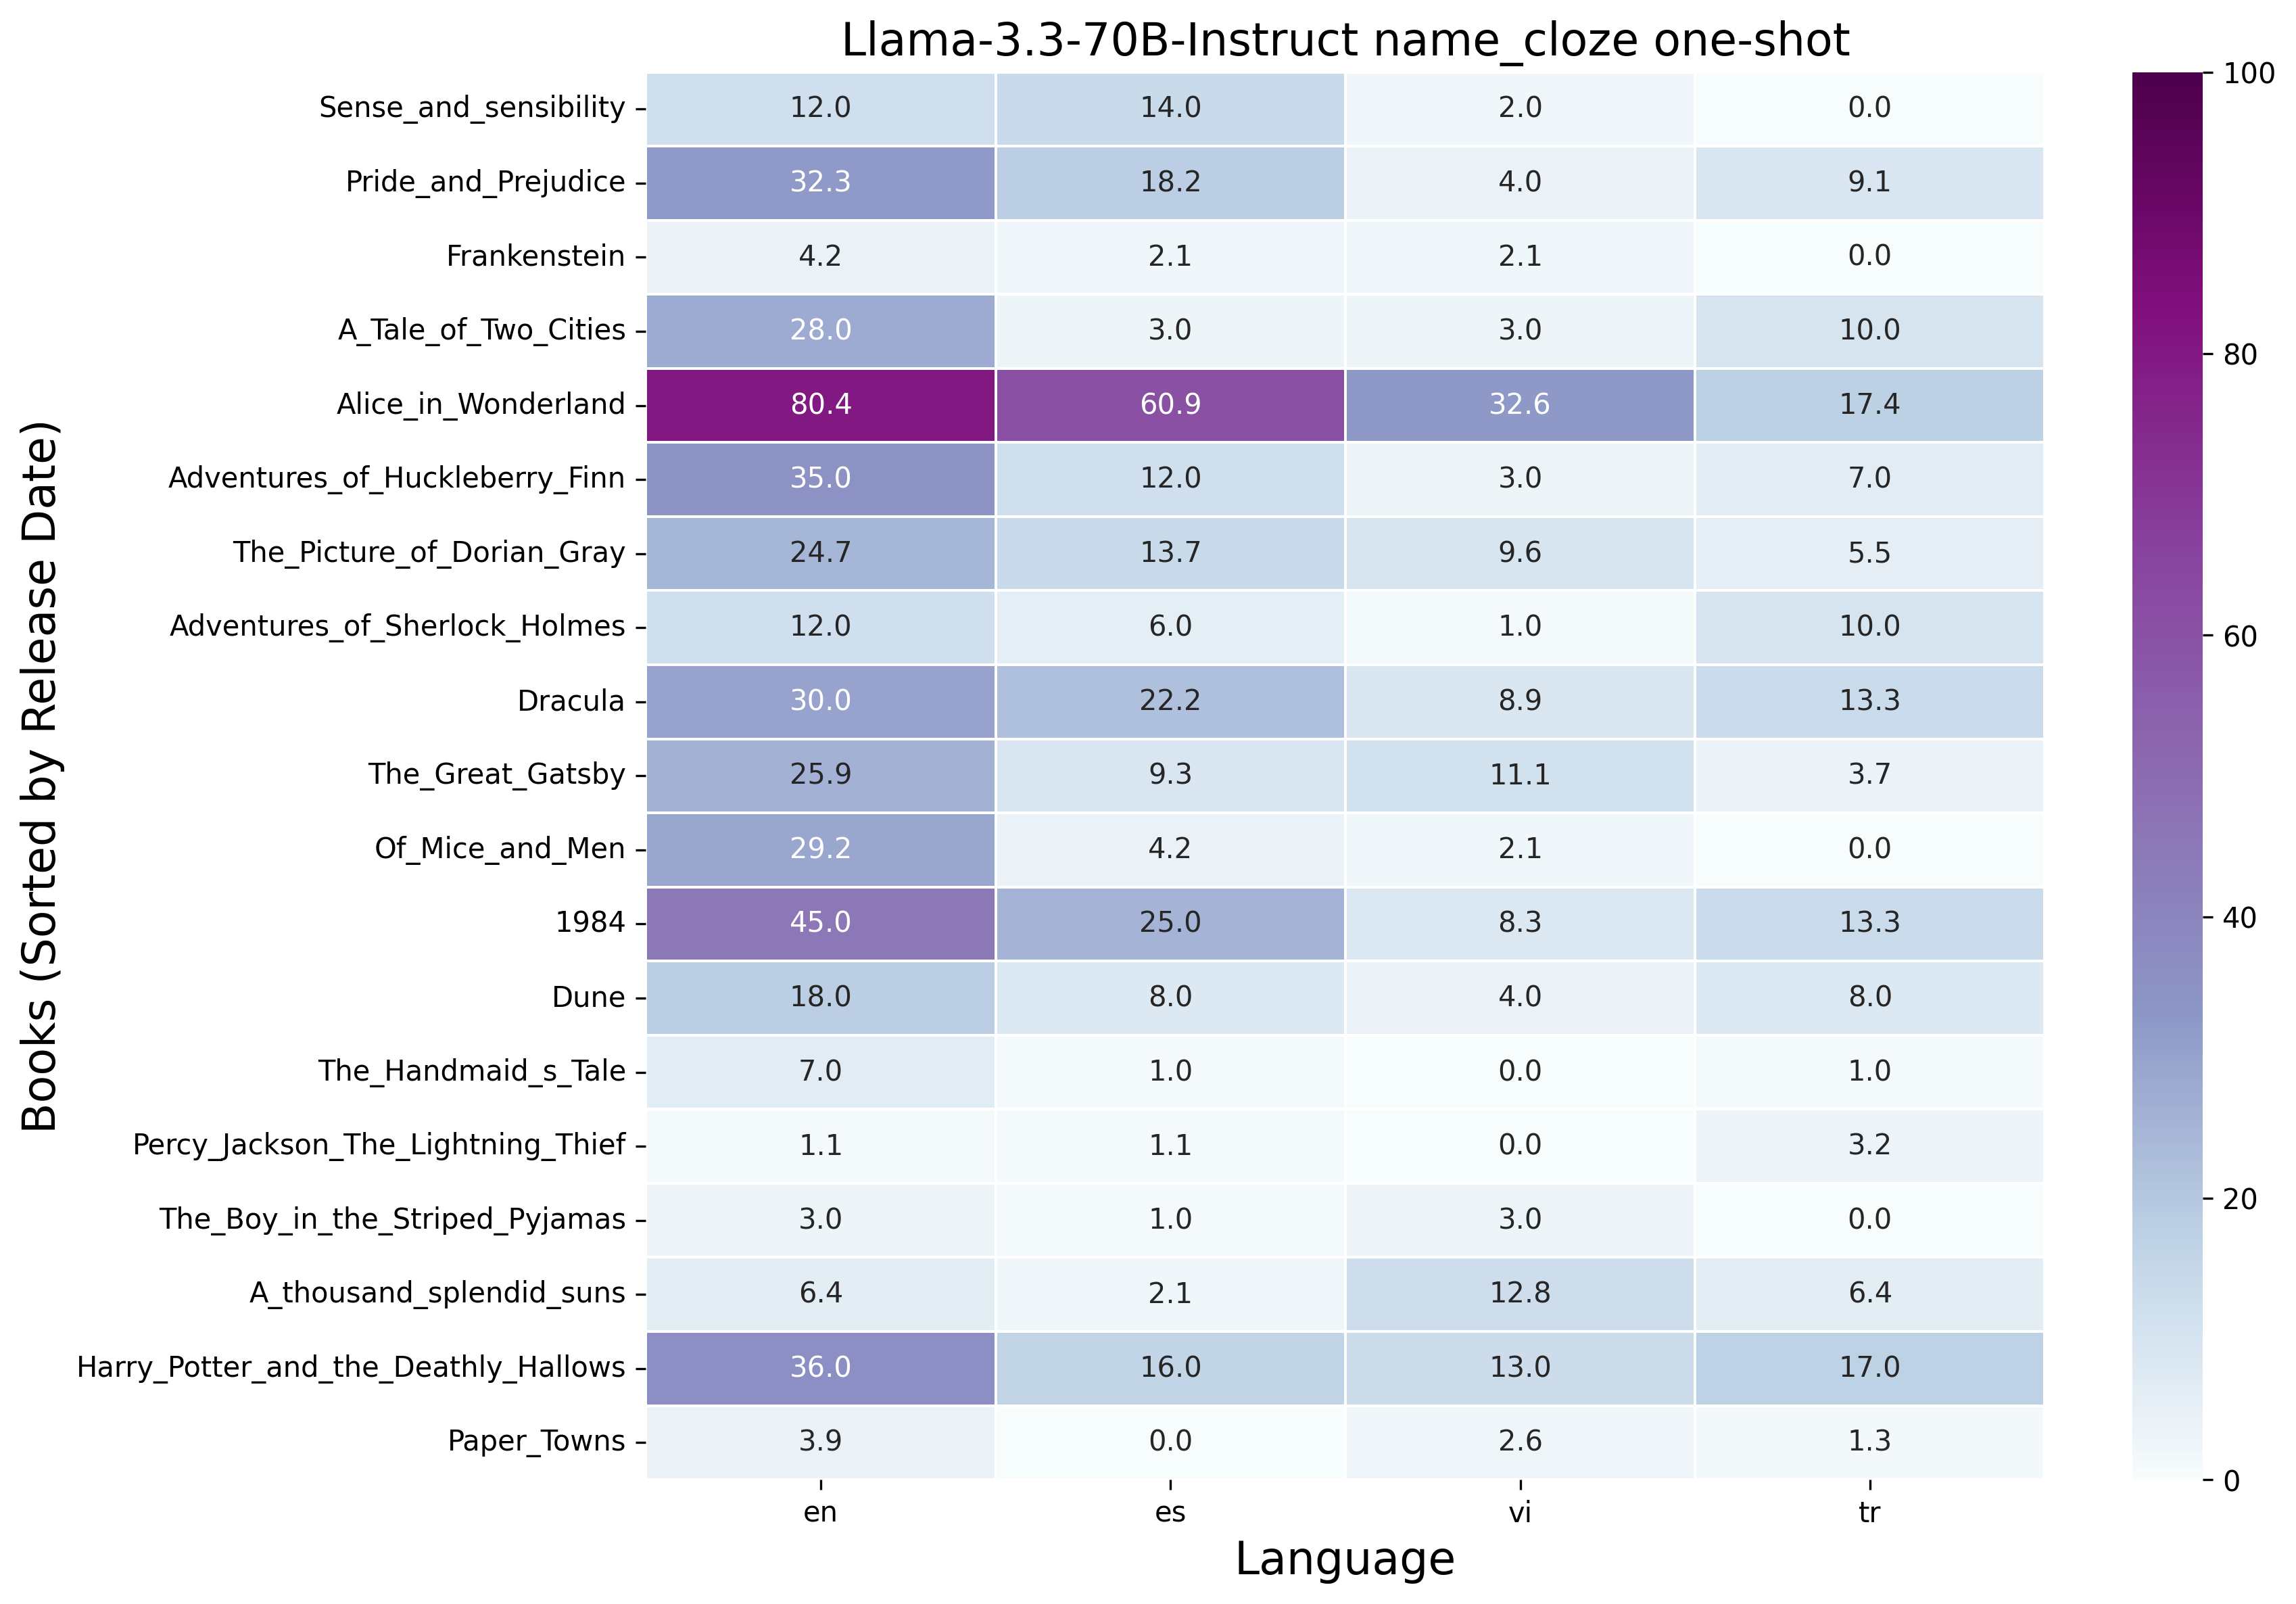 Llama-3.3-70B-Instruct name_cloze one-shot
Books (Sorted by Release Date)
Sense_and_sensibility 12.0 14.0 2.0 0.0
Pride_and_Prejudice 32.3 18.2 4.0 9.1
Frankenstein 4.2 2.1 2.1 0.0
A_Tale_of_Two_Cities 28.0 3.0 3.0 10.0
Alice_in_Wonderland 80.4 60.9 32.6 17.4
Adventures_of_Huckleberry_Finn 35.0 12.0 3.0 7.0
The_Picture_of_Dorian_Gray 24.7 13.7 9.6 5.5
Adventures_of_Sherlock_Holmes 12.0 6.0 1.0 10.0
Dracula 30.0 22.2 8.9 13.3
The_Great_Gatsby 25.9 9.3 11.1 3.7
Of_Mice_and_Men 29.2 4.2 2.1 0.0
1984 45.0 25.0 8.3 13.3
Dune 18.0 8.0 4.0 8.0
The_Handmaid_s_Tale 7.0 1.0 0.0 1.0
Percy_Jackson_The_Lightning_Thief 1.1 1.1 0.0 3.2
The_Boy_in_the_Striped_Pyjamas 3.0 1.0 3.0 0.0
A_thousand_splendid_suns 6.4 2.1 12.8 6.4
Harry_Potter_and_the_Deathly_Hallows 36.0 16.0 13.0 17.0
Paper_Towns 3.9 0.0 2.6 1.3
en es vi tr
Language
100
80
60
40
20
0